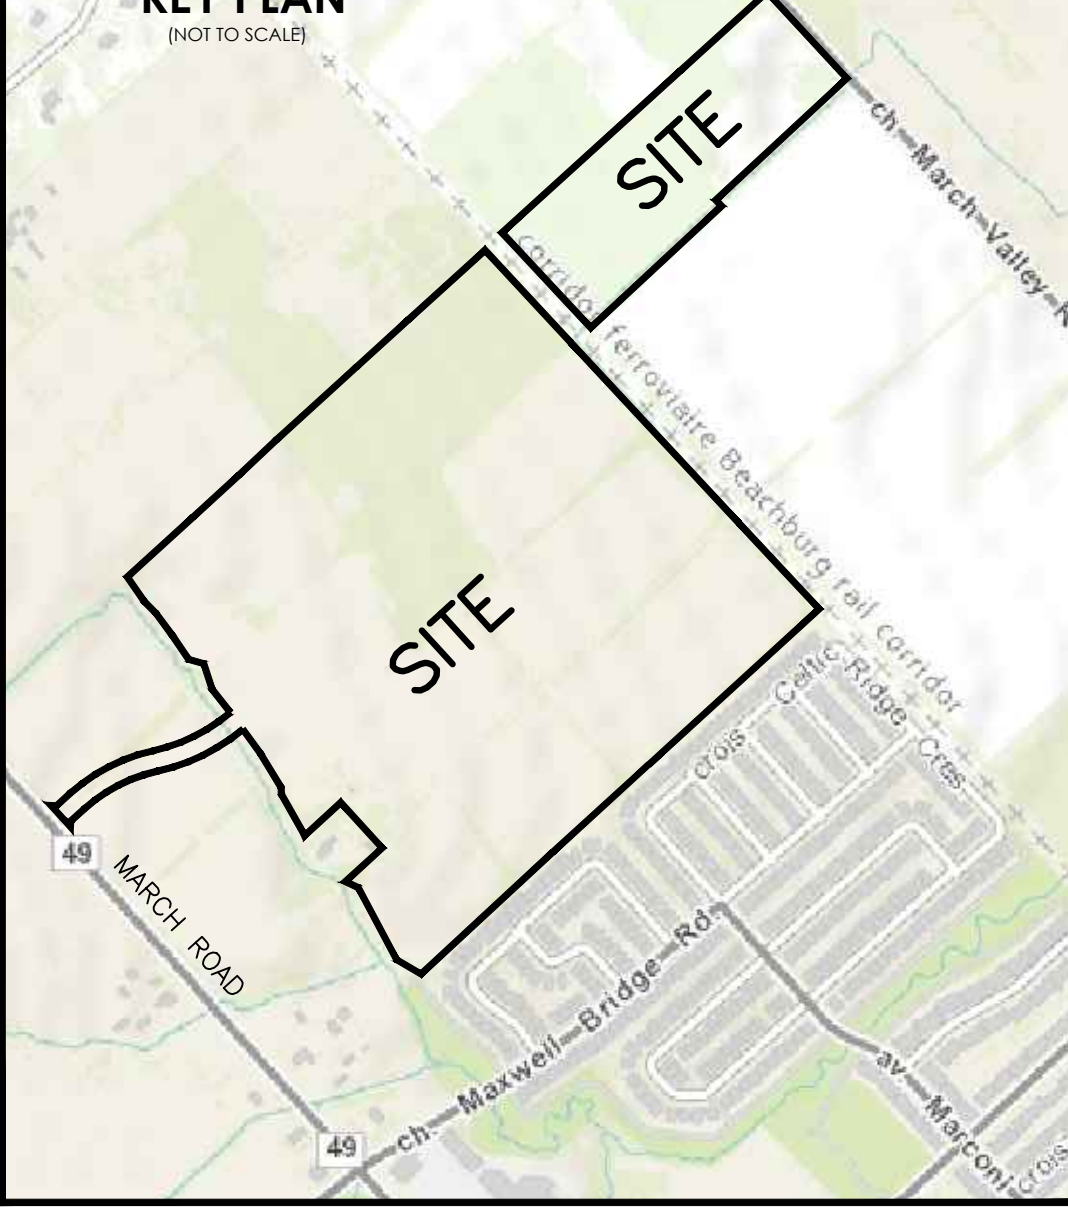 KEY PLAN
(NOT TO SCALE)
SITE
ch March Valley R
corridor ferroviaire Beachburg rail corridor
SITE
crois Celtic Ridge Cres
49
MARCH ROAD
ch. Maxwell Bridge Rd.
49
av Marconi
crois